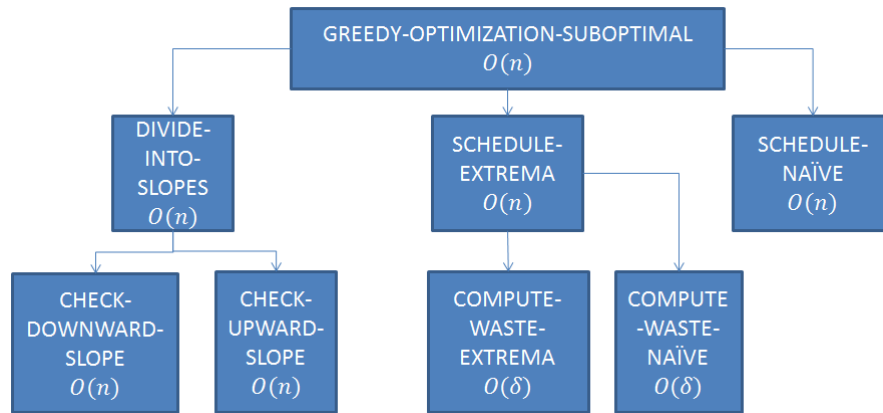 GREEDY-OPTIMIZATION-SUBOPTIMAL
O(n)
DIVIDE-
INTO-
SLOPES
O(n)
SCHEDULE-
EXTREMA
O(n)
SCHEDULE-
NAÏVE
O(n)
CHECK-
DOWNWARD-
SLOPE
O(n)
CHECK-
UPWARD-
SLOPE
O(n)
COMPUTE-
WASTE-
EXTREMA
O(δ)
COMPUTE
-WASTE-
NAÏVE
O(δ)